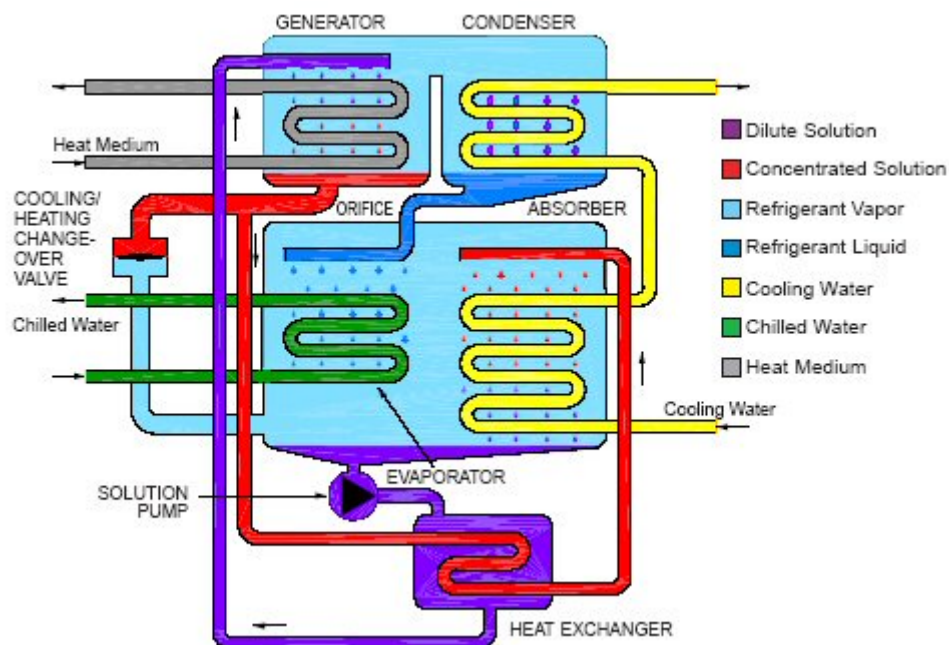 GENERATOR
CONDENSER
Heat Medium
Dilute Solution
Concentrated Solution
Refrigerant Vapor
Refrigerant Liquid
Cooling Water
Chilled Water
Heat Medium
COOLING/
HEATING
CHANGE-
OVER
VALVE
ORIFICE
ABSORBER
Chilled Water
Cooling Water
EVAPORATOR
SOLUTION
PUMP
HEAT EXCHANGER